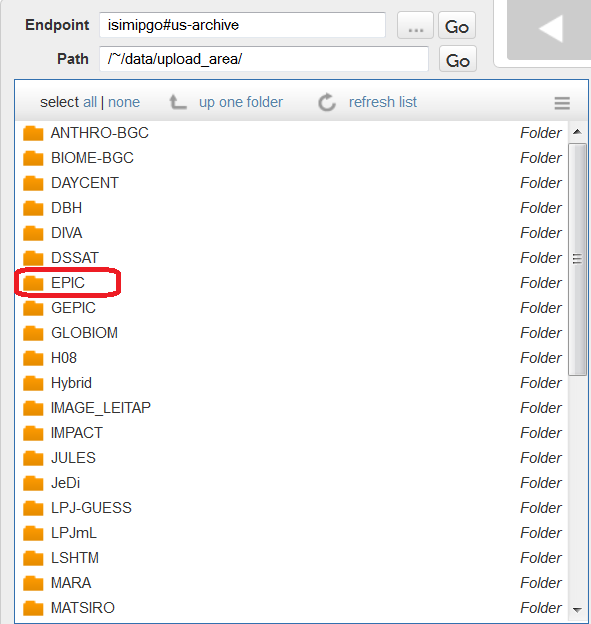 Endpoint isimipgo#us-archive ... Go
Path /~/data/upload_area/ Go
select all | none up one folder refresh list
ANTHRO-BGC Folder
BIOME-BGC Folder
DAYCENT Folder
DBH Folder
DIVA Folder
DSSAT Folder
EPIC Folder
GEPIC Folder
GLOBIOM Folder
H08 Folder
Hybrid Folder
IMAGE_LEITAP Folder
IMPACT Folder
JULES Folder
JeDi Folder
LPJ-GUESS Folder
LPJmL Folder
LSHTM Folder
MARA Folder
MATSIRO Folder